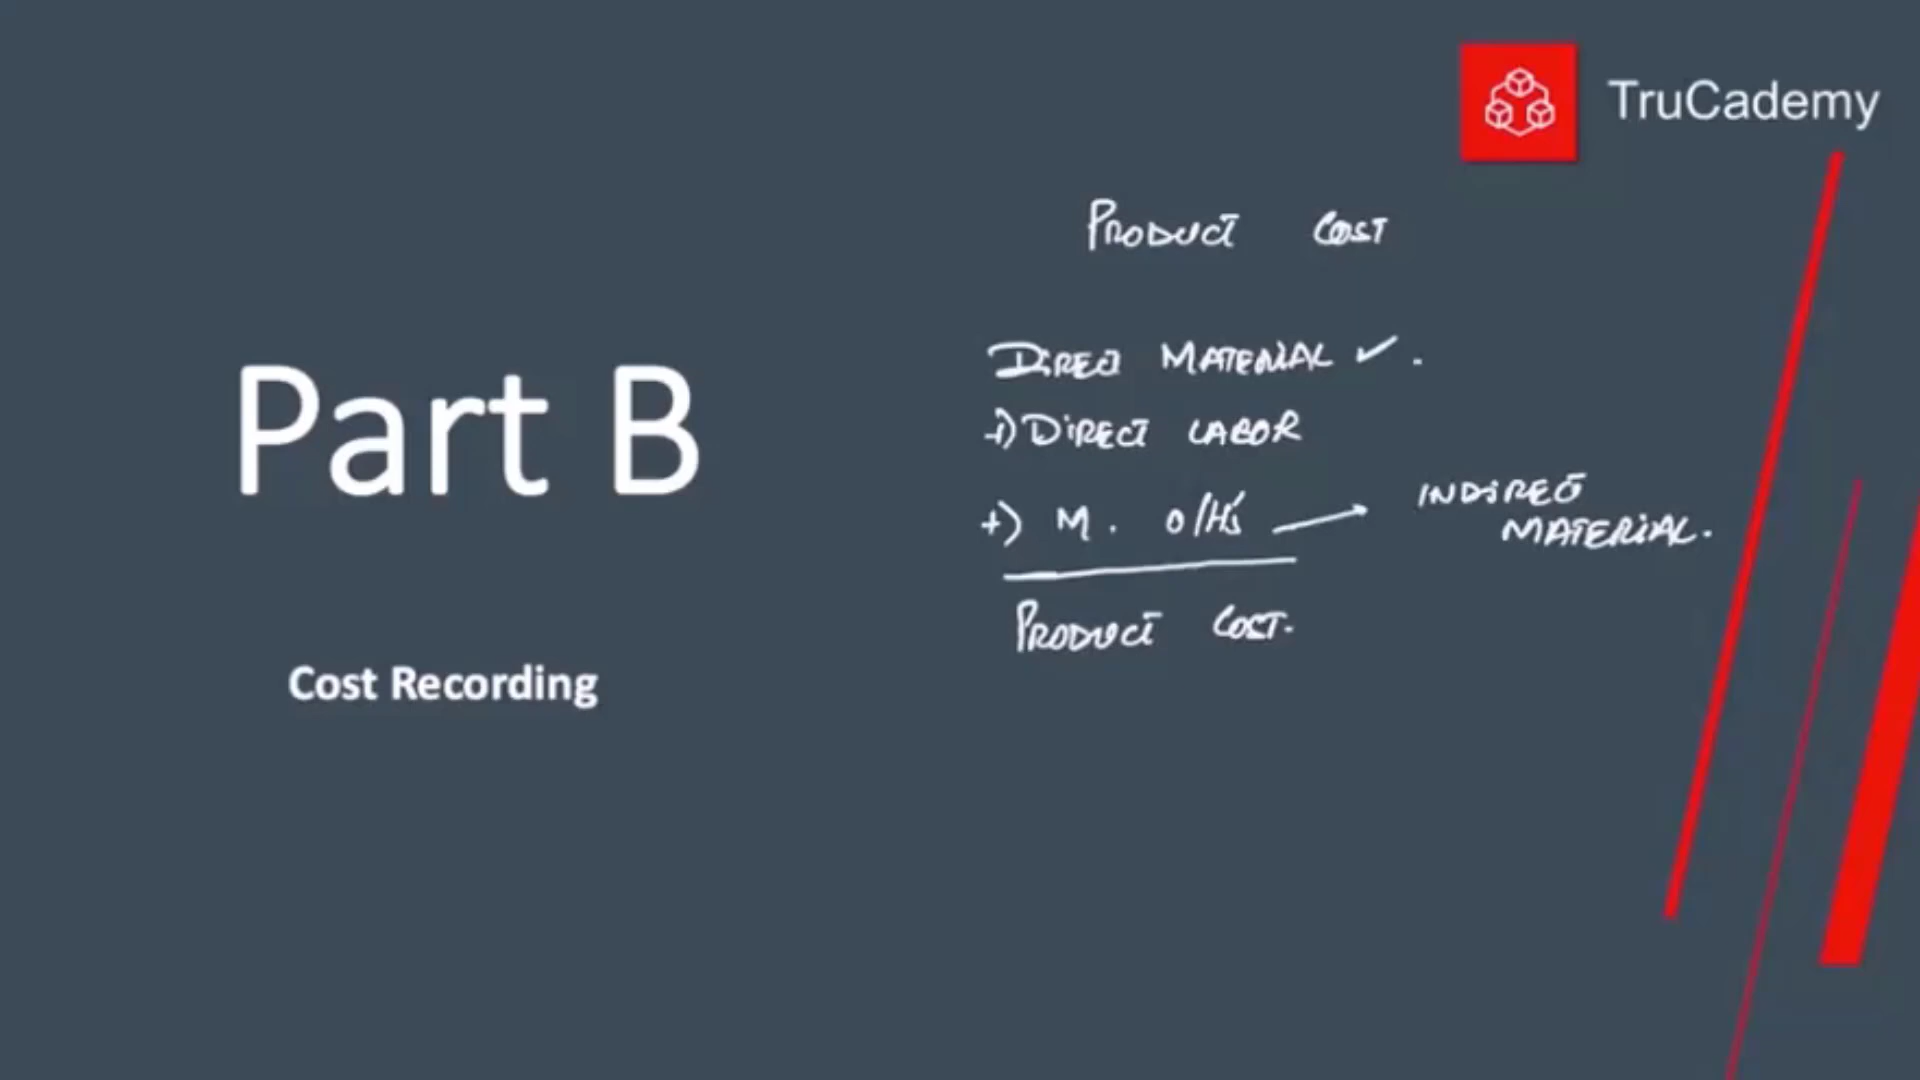 TruCademy
PRODUCT COST
Part B
DIRECT MATERIAL ✓.
+) DIRECT LABOR
+) M. O/H's → INDIRECT
MATERIAL.
PRODUCT COST.
Cost Recording